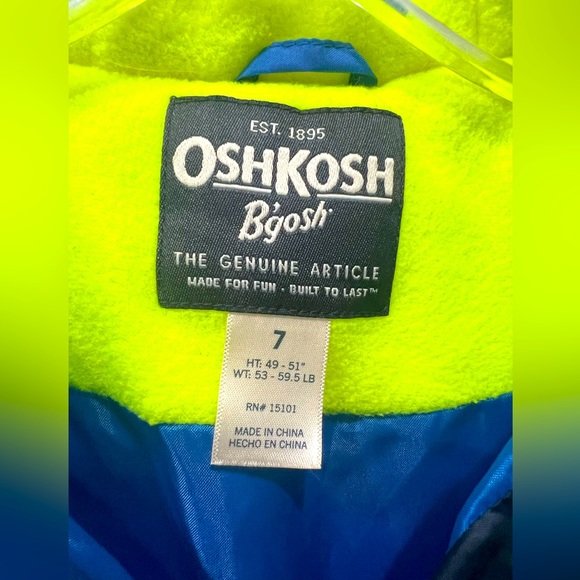 EST. 1895
OSHKOSH
B'gosh
THE GENUINE ARTICLE
MADE FOR FUN · BUILT TO LAST™
7
HT: 49 - 51"
WT: 53 - 59.5 LB
RN# 15101
MADE IN CHINA
HECHO EN CHINA